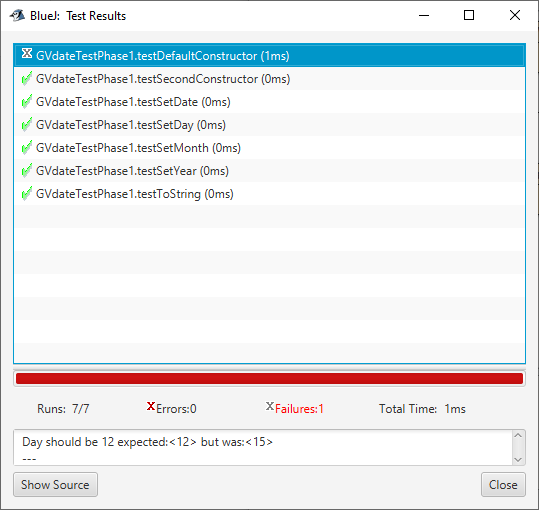 BlueJ: Test Results
GVdateTestPhase1.testDefaultConstructor (1ms)
GVdateTestPhase1.testSecondConstructor (0ms)
GVdateTestPhase1.testSetDate (0ms)
GVdateTestPhase1.testSetDay (0ms)
GVdateTestPhase1.testSetMonth (0ms)
GVdateTestPhase1.testSetYear (0ms)
GVdateTestPhase1.testToString (0ms)
Runs: 7/7 Errors:0 Failures:1 Total Time: 1ms
Day should be 12 expected:<12> but was:<15>
---
Show Source Close